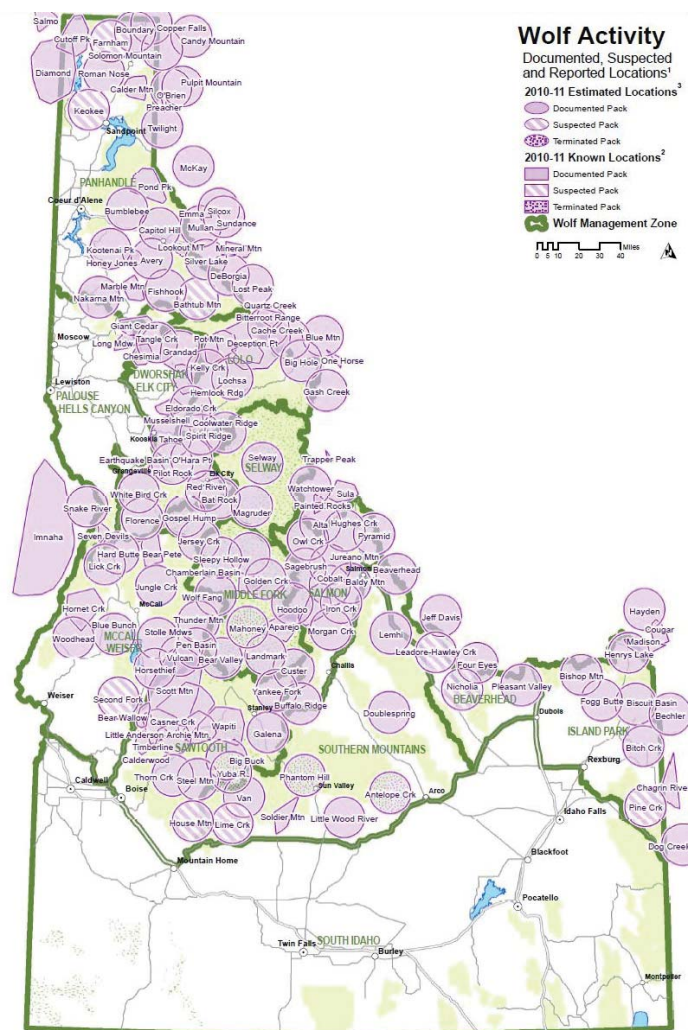 Wolf Activity
Documented, Suspected
and Reported Locations¹
2010-11 Estimated Locations³
Documented Pack
Suspected Pack
Terminated Pack
2010-11 Known Locations²
Documented Pack
Suspected Pack
Terminated Pack
Wolf Management Zone
0 5 10 20 30 40 Miles
Salmo
Boundary
Copper Falls
Cutoff Pk
Farnham
Candy Mountain
Solomon Mountain
Diamond
Roman Nose
Pulpit Mountain
Calder Mtn
O'Brien
Keokee
Preacher
Sandpoint
Twilight
McKay
PANHANDLE
Pond Pk
Coeur d'Alene
Bumblebee
Emma
Silcox
Capitol Hill
Mullan
Sundance
Kootenai Pk
Lookout MT
Mineral Mtn
Honey Jones
Avery
Silver Lake
DeBorgia
Marble Mtn
Fishhook
Lost Peak
Nakarna Mtn
Bathtub Mtn
Quartz Creek
Bitterroot Range
Giant Cedar
Cache Creek
Moscow
Long Mdw
Tangle Crk
Pot Mtn
Blue Mtn
Chesimia
Grandad
Deception Pt
LOLO
Big Hole
One Horse
DWORSHAK
ELK CITY
Kelly Crk
Lochsa
Lewiston
PALOUSE
HELLS CANYON
Hemlock Rdg
Gash Creek
Eldorado Crk
Musselshell
Coolwater Ridge
Kooskia
Tahoe
Spirit Ridge
Earthquake Basin
O'Hara Pt
Selway
SELWAY
Trapper Peak
Grangeville
Pilot Rock
Elk City
Red River
Watchtower
White Bird Crk
Bat Rock
Painted Rocks
Sula
Snake River
Imnaha
Florence
Gospel Hump
Magruder
Alta
Hughes Crk
Seven Devils
Jersey Crk
Owl Crk
Pyramid
Hard Butte
Bear Pete
Sleepy Hollow
Jureano Mtn
Lick Crk
Chamberlain Basin
Sagebrush
Salmon
Beaverhead
Jungle Crk
Golden Crk
Cobalt
Baldy Mtn
McCall
Wolf Fang
MIDDLE FORK
SALMON
Hornet Crk
Hoodoo
Iron Crk
Blue Bunch
Thunder Mtn
Jeff Davis
Hayden
Woodhead
MCCALL
WEISER
Stolle Mdws
Mahoney
Aparejo
Morgan Crk
Lemhi
Cougar
Pen Basin
Madison
Vulcan
Bear Valley
Landmark
Leadore-Hawley Crk
Henrys Lake
Horsethief
Custer
Challis
Four Eyes
Bishop Mtn
Scott Mtn
Yankee Fork
Nicholia
Pleasant Valley
Weiser
Second Fork
Stanley
Buffalo Ridge
BEAVERHEAD
Fogg Butte
Biscuit Basin
Bear Wallow
Casner Crk
Doublespring
Dubois
Bechler
Wapiti
ISLAND PARK
Little Anderson
Archie Mtn
Galena
Bitch Crk
Timberline
SAWTOOTH
SOUTHERN MOUNTAINS
Calderwood
Big Buck
Rexburg
Caldwell
Thorn Crk
Yuba R.
Phantom Hill
Chagrin River
Steel Mtn
Sun Valley
Boise
Van
Antelope Crk
Arco
Pine Crk
House Mtn
Lime Crk
Soldier Mtn
Little Wood River
Idaho Falls
Dog Creek
Mountain Home
Blackfoot
Pocatello
Twin Falls
SOUTH IDAHO
Burley
Montpelier